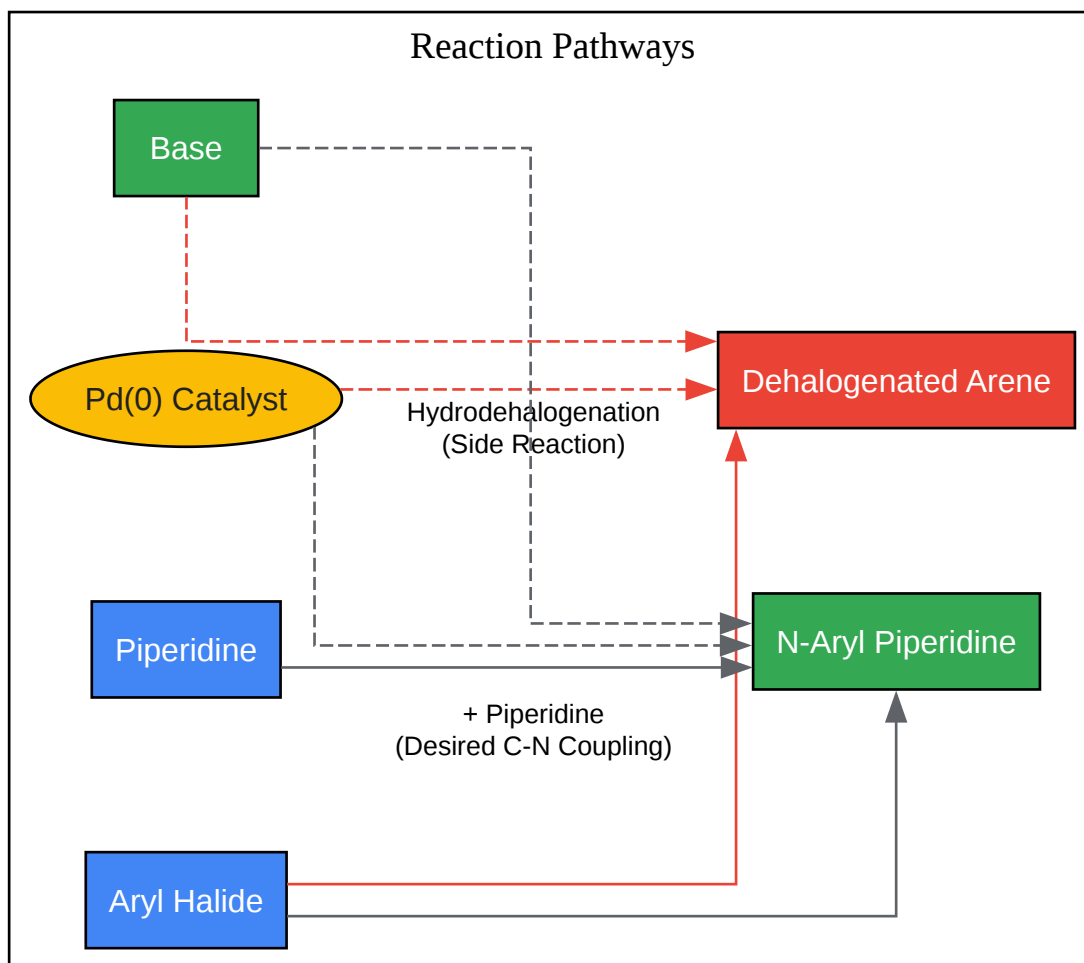 Reaction Pathways
Base
Pd(0) Catalyst
Dehalogenated Arene
Hydrodehalogenation
(Side Reaction)
Piperidine
N-Aryl Piperidine
+ Piperidine
(Desired C-N Coupling)
Aryl Halide